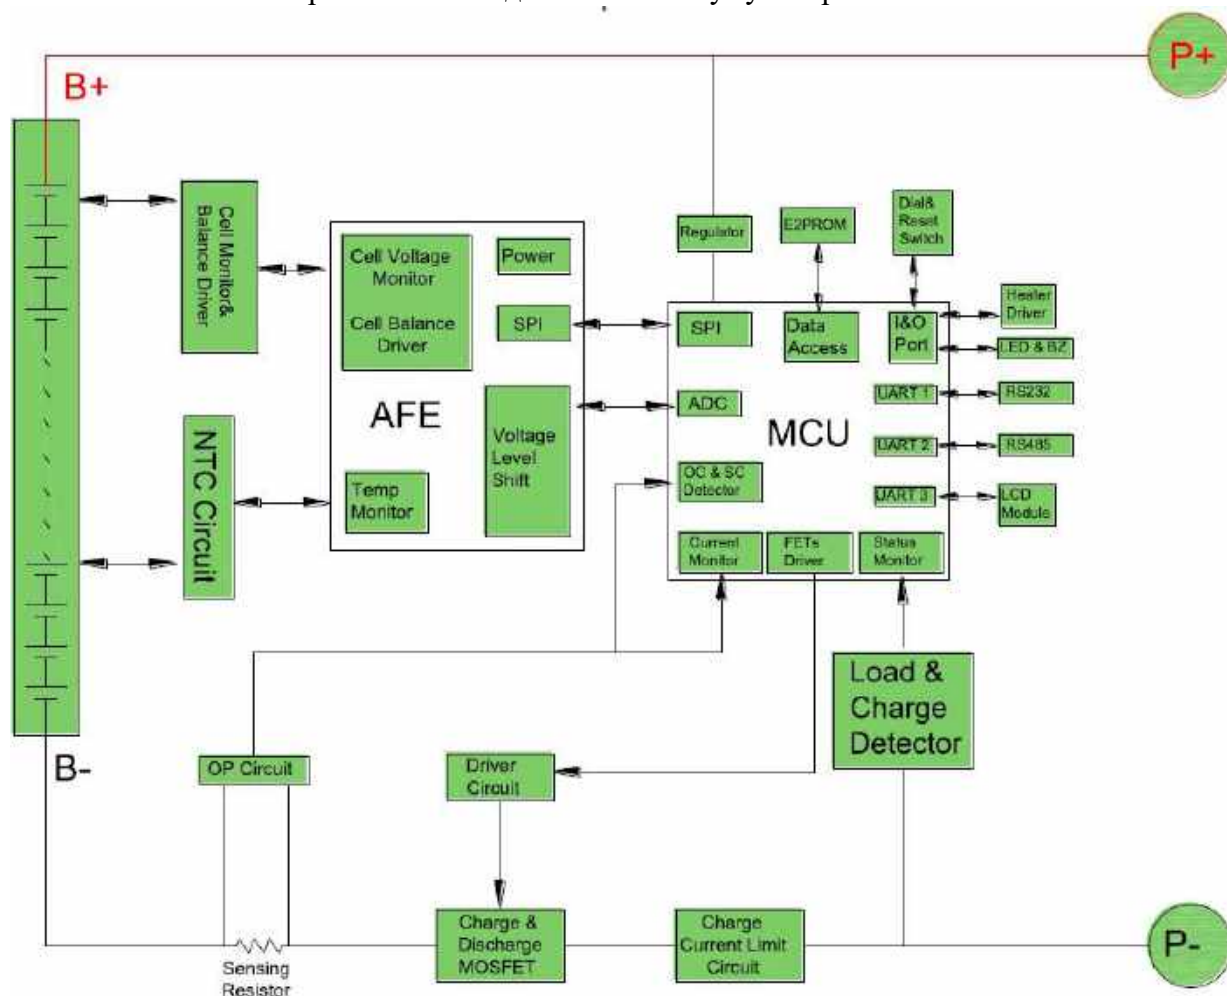 P+
B+
Cell Monitor&
Balance Driver
Cell Voltage
Monitor
Cell Balance
Driver
Power
SPI
AFE
Voltage
Level
Shift
Temp
Monitor
NTC Circuit
Regulator
E2PROM
Dial&
Reset
Switch
SPI
Data
Access
I&O
Port
Heater
Driver
LED & BZ
ADC
MCU
UART 1
RS232
UART 2
RS485
OC & SC
Detector
UART 3
LCD
Module
Current
Monitor
FETs
Driver
Status
Monitor
Load &
Charge
Detector
B-
OP Circuit
Driver
Circuit
Charge &
Discharge
MOSFET
Charge
Current Limit
Circuit
P-
Sensing
Resistor